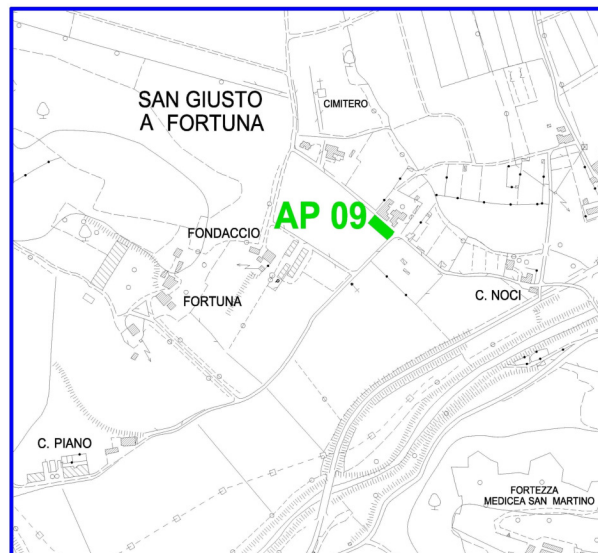 SAN GIUSTO
A FORTUNA
CIMITERO
AP 09
FONDACCIO
FORTUNA
C. NOCI
C. PIANO
FORTEZZA
MEDICEA SAN MARTINO